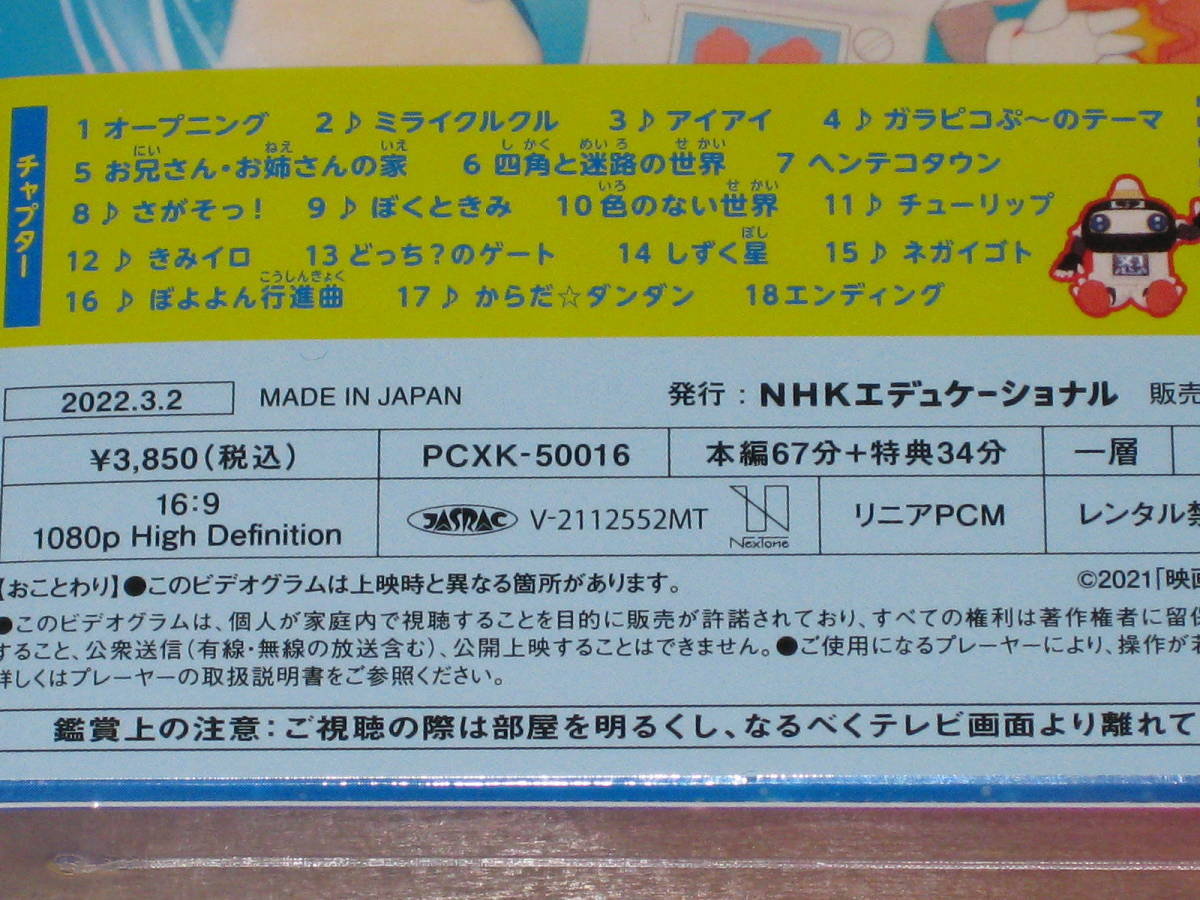 チャプター
1 オープニング 2♪ ミライクルクル 3♪ アイアイ 4 ♪ ガラピコぷ〜のテーマ
にい ねえ いえ し かく めい ろ せ かい
5 お兄さん・お姉さんの家 6 四角と迷路の世界 7 ヘンテコタウン
いろ せ かい
8♪ さがそっ! 9♪ ぼくときみ 10 色のない世界 11♪ チューリップ
ぼし
12 ♪ きみイロ 13 どっち?のゲート 14 しずく星 15♪ ネガイゴト
こうしんきょく
16 ♪ ぽよよん行進曲 17♪ からだ☆ダンダン 18エンディング
2022.3.2 MADE IN JAPAN 発行:NHKエデュケーショナル 販売
¥3,850(税込) PCXK-50016 本編67分+特典34分 一層
16:9
1080p High Definition JASRAC V-2112552MT NexTone リニアPCM レンタル禁
【おことわり】●このビデオグラムは上映時と異なる箇所があります。 ©2021「映画
●このビデオグラムは、個人が家庭内で視聴することを目的に販売が許諾されており、すべての権利は著作権者に留保
すること、公衆送信(有線・無線の放送含む)、公開上映することはできません。●ご使用になるプレーヤーにより、操作が若
詳しくはプレーヤーの取扱説明書をご参照ください。
鑑賞上の注意:ご視聴の際は部屋を明るくし、なるべくテレビ画面より離れて